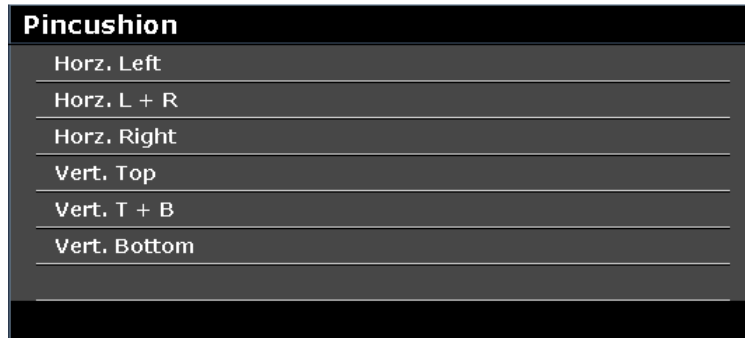 Pincushion
Horz. Left
Horz. L + R
Horz. Right
Vert. Top
Vert. T + B
Vert. Bottom